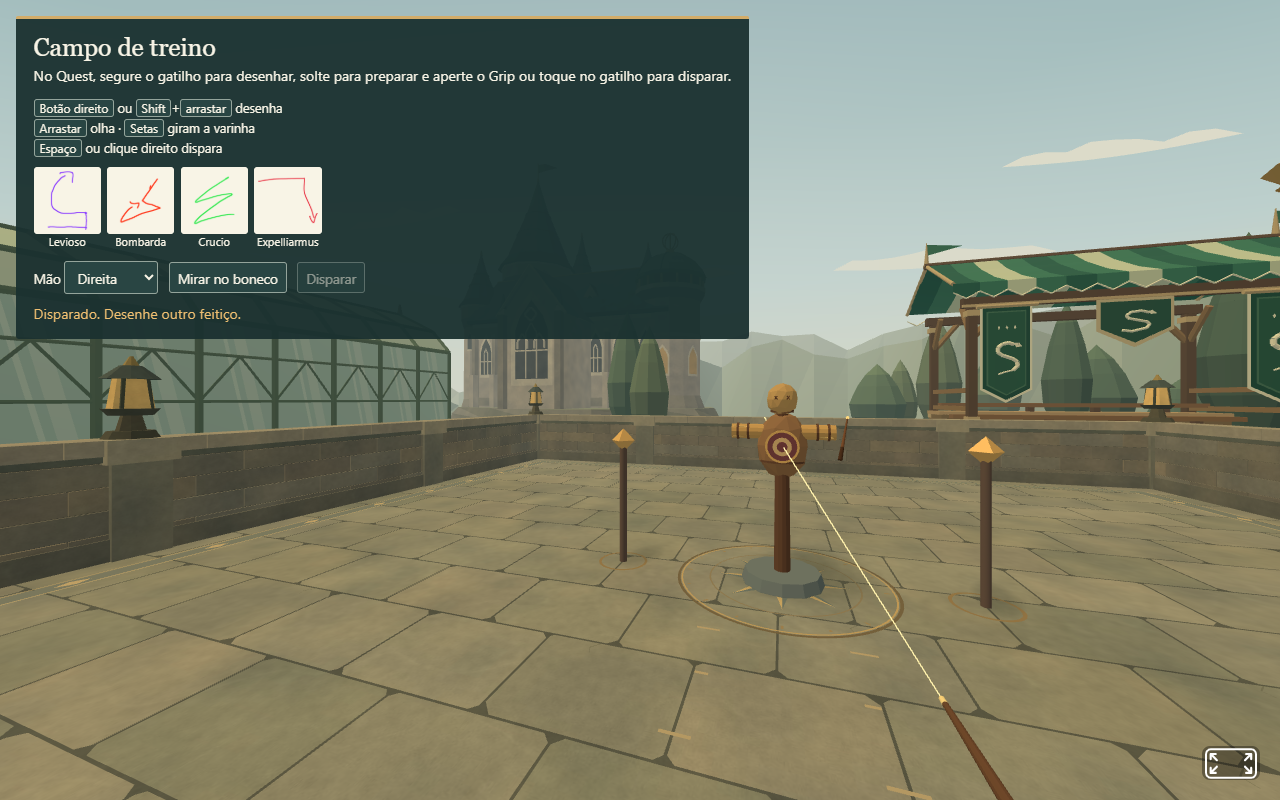 Campo de treino
No Quest, segure o gatilho para desenhar, solte para preparar e aperte o Grip ou toque no gatilho para disparar.
Botão direito ou Shift + arrastar desenha
Arrastar olha · Setas giram a varinha
Espaço ou clique direito dispara
Levioso Bombarda Crucio Expelliarmus
Mão Direita Mirar no boneco Disparar
Disparado. Desenhe outro feitiço.